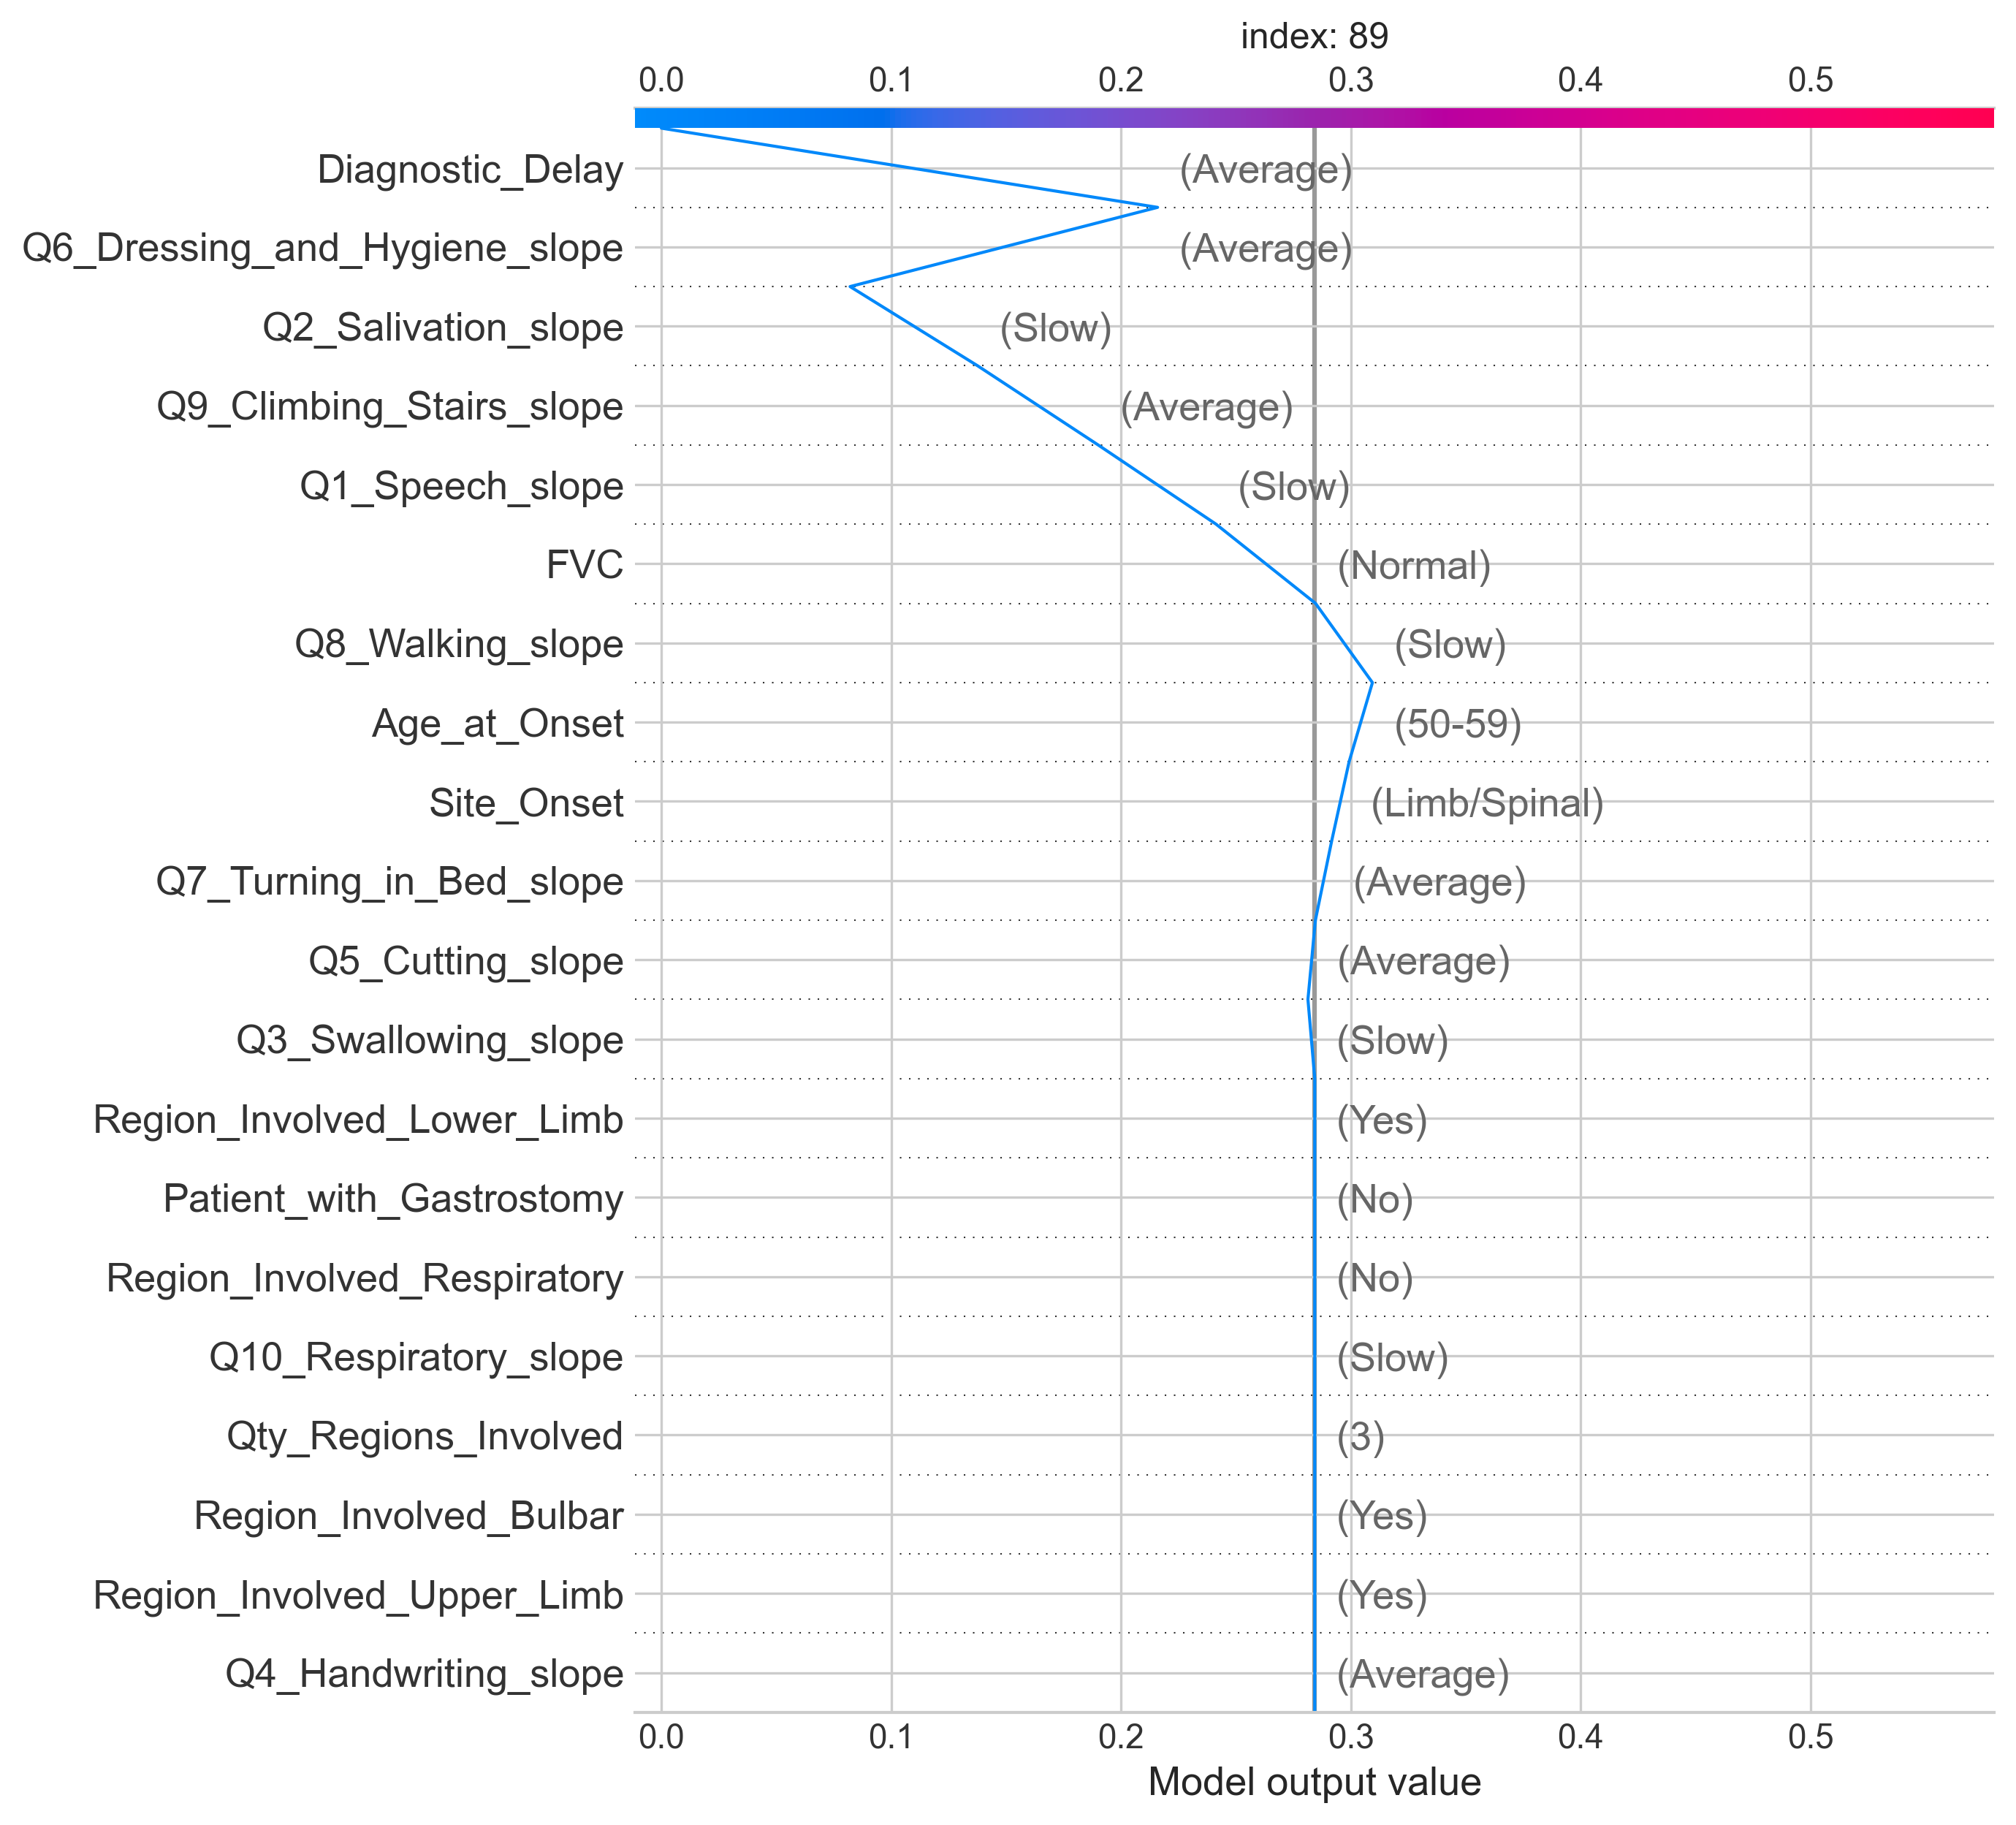 index: 89
0.0 0.1 0.2 0.3 0.4 0.5
Diagnostic_Delay (Average)
Q6_Dressing_and_Hygiene_slope (Average)
Q2_Salivation_slope (Slow)
Q9_Climbing_Stairs_slope (Average)
Q1_Speech_slope (Slow)
FVC (Normal)
Q8_Walking_slope (Slow)
Age_at_Onset (50-59)
Site_Onset (Limb/Spinal)
Q7_Turning_in_Bed_slope (Average)
Q5_Cutting_slope (Average)
Q3_Swallowing_slope (Slow)
Region_Involved_Lower_Limb (Yes)
Patient_with_Gastrostomy (No)
Region_Involved_Respiratory (No)
Q10_Respiratory_slope (Slow)
Qty_Regions_Involved (3)
Region_Involved_Bulbar (Yes)
Region_Involved_Upper_Limb (Yes)
Q4_Handwriting_slope (Average)
0.0 0.1 0.2 0.3 0.4 0.5
Model output value